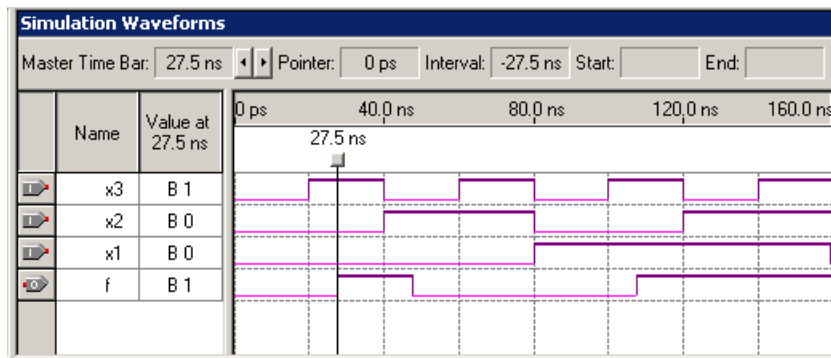 Simulation Waveforms
Master Time Bar: 27.5 ns Pointer: 0 ps Interval: -27.5 ns Start: End:
Name Value at 27.5 ns 0 ps 40.0 ns 80.0 ns 120.0 ns 160.0 ns
27.5 ns
x3 B 1
x2 B 0
x1 B 0
f B 1